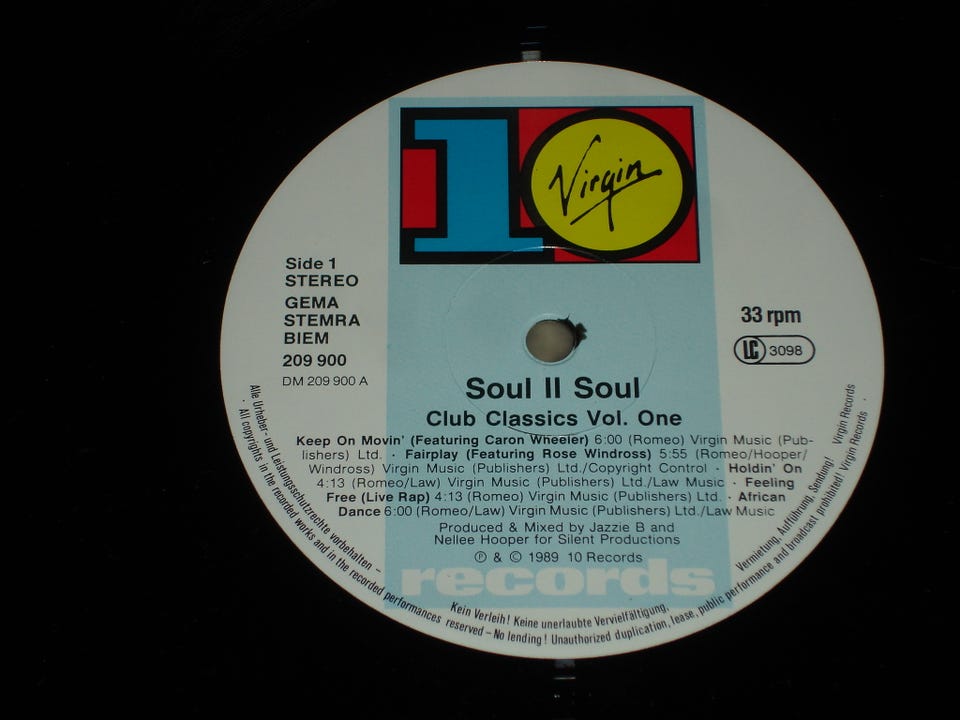 10
Virgin
Side 1
STEREO
GEMA
STEMRA
BIEM
209 900
DM 209 900 A
33 rpm
LC 3098
Soul II Soul
Club Classics Vol. One
Keep On Movin' (Featuring Caron Wheeler) 6:00 (Romeo) Virgin Music (Pub-
lishers) Ltd. · Fairplay (Featuring Rose Windross) 5:55 (Romeo/Hooper/
Windross) Virgin Music (Publishers) Ltd./Copyright Control · Holdin' On
4:13 (Romeo/Law) Virgin Music (Publishers) Ltd./Law Music · Feeling
Free (Live Rap) 4:13 (Romeo) Virgin Music (Publishers) Ltd. · African
Dance 6:00 (Romeo/Law) Virgin Music (Publishers) Ltd./Law Music
Produced & Mixed by Jazzie B and
Nellee Hooper for Silent Productions
℗ & © 1989 10 Records
records
Alle Urheber- und Leistungsschutzrechte vorbehalten – Kein Verleih! Keine unerlaubte Vervielfältigung, Vermietung, Aufführung, Sendung! Virgin Records
· All copyrights in the recorded works and in the recorded performances reserved – No lending! Unauthorized duplication, lease, public performance and broadcast prohibited! Virgin Records ·